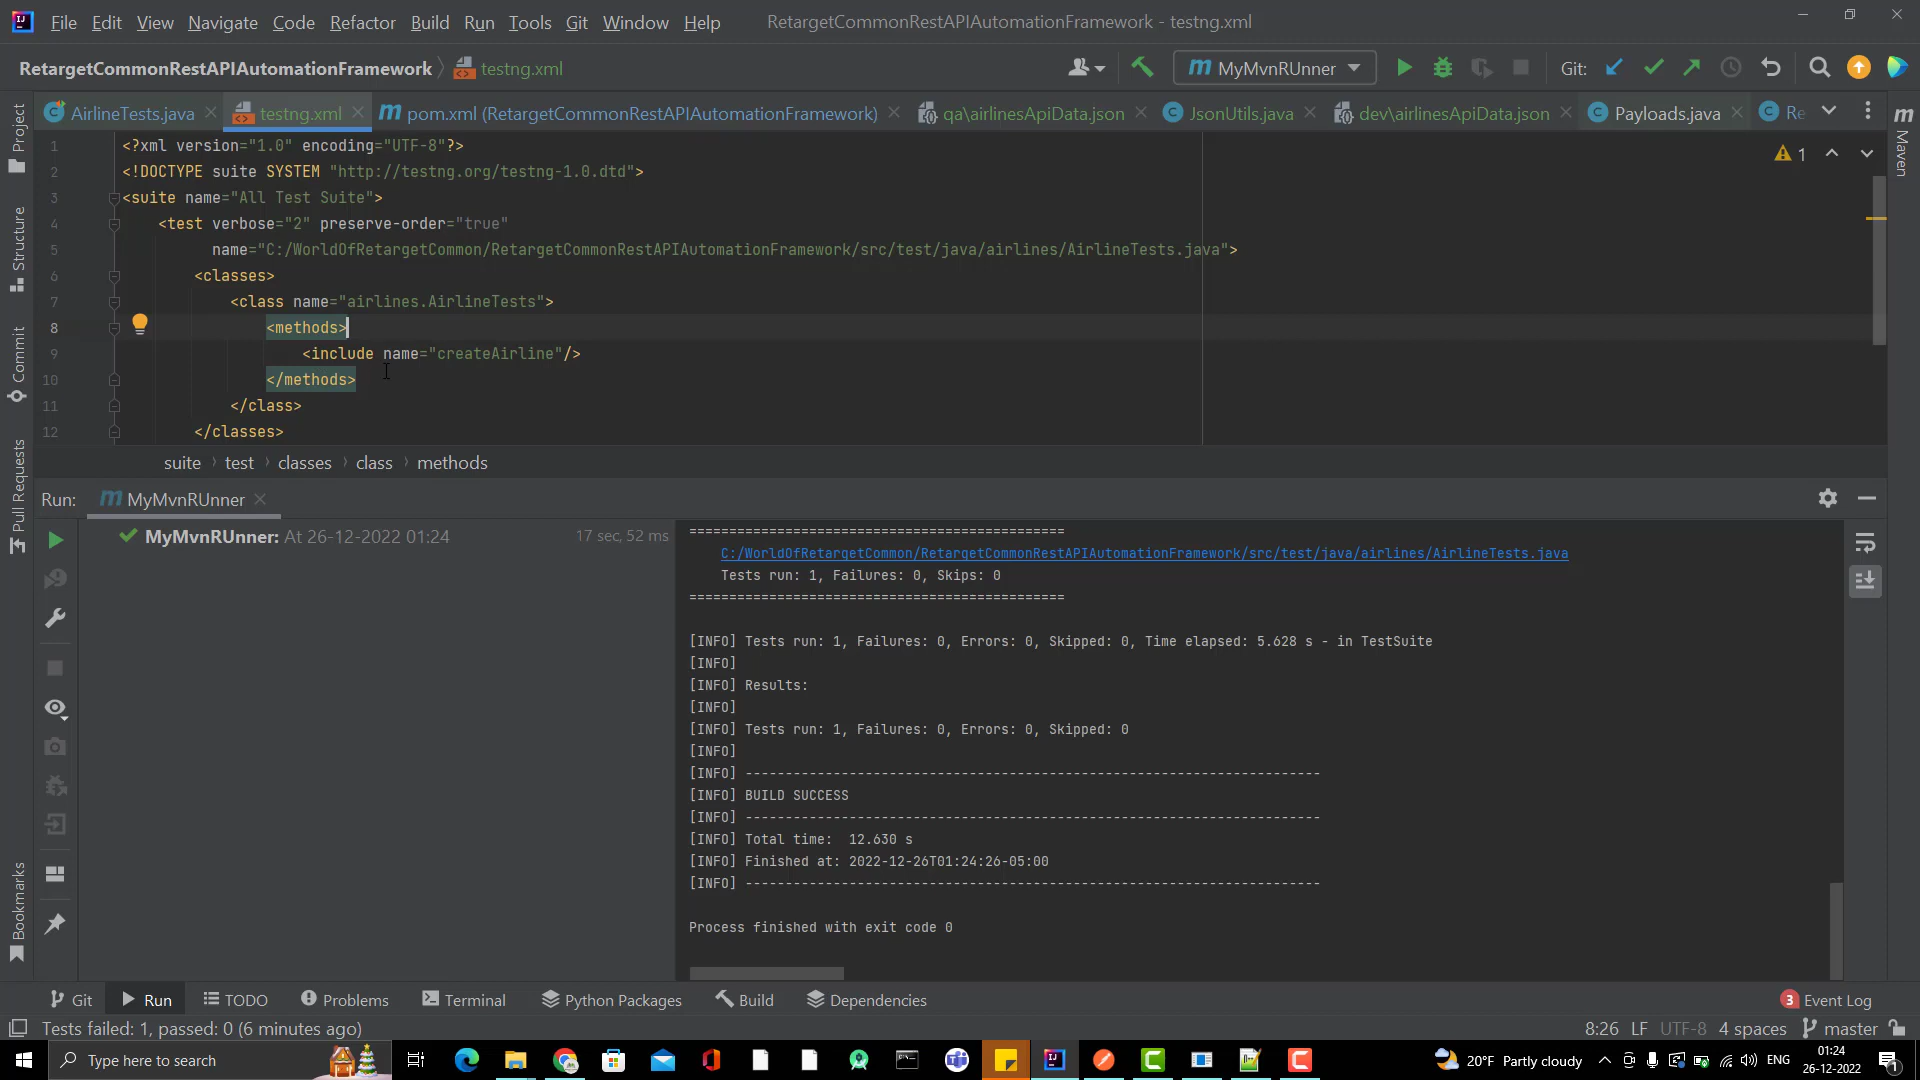 File Edit View Navigate Code Refactor Build Run Tools Git Window Help RetargetCommonRestAPIAutomationFramework - testng.xml
RetargetCommonRestAPIAutomationFramework testng.xml MyMvnRUnner Git:
AirlineTests.java testng.xml pom.xml (RetargetCommonRestAPIAutomationFramework) qa\airlinesApiData.json JsonUtils.java dev\airlinesApiData.json Payloads.java Re
Project
Structure
Commit
Pull Requests
Bookmarks
Maven
1 <?xml version="1.0" encoding="UTF-8"?>
1
2 <!DOCTYPE suite SYSTEM "http://testng.org/testng-1.0.dtd">
3 <suite name="All Test Suite">
4 <test verbose="2" preserve-order="true"
5 name="C:/WorldOfRetargetCommon/RetargetCommonRestAPIAutomationFramework/src/test/java/airlines/AirlineTests.java">
6 <classes>
7 <class name="airlines.AirlineTests">
8 <methods>
9 <include name="createAirline"/>
10 </methods>
11 </class>
12 </classes>
suite test classes class methods
Run: MyMvnRUnner
MyMvnRUnner: At 26-12-2022 01:24 17 sec, 52 ms
===============================================
C:/WorldOfRetargetCommon/RetargetCommonRestAPIAutomationFramework/src/test/java/airlines/AirlineTests.java
Tests run: 1, Failures: 0, Skips: 0
===============================================
[INFO] Tests run: 1, Failures: 0, Errors: 0, Skipped: 0, Time elapsed: 5.628 s - in TestSuite
[INFO]
[INFO] Results:
[INFO]
[INFO] Tests run: 1, Failures: 0, Errors: 0, Skipped: 0
[INFO]
[INFO] ------------------------------------------------------------------------
[INFO] BUILD SUCCESS
[INFO] ------------------------------------------------------------------------
[INFO] Total time:  12.630 s
[INFO] Finished at: 2022-12-26T01:24:26-05:00
[INFO] ------------------------------------------------------------------------
Process finished with exit code 0
Git Run TODO Problems Terminal Python Packages Build Dependencies 3 Event Log
Tests failed: 1, passed: 0 (6 minutes ago) 8:26 LF UTF-8 4 spaces master
Type here to search 20°F Partly cloudy ENG 01:24
26-12-2022 1